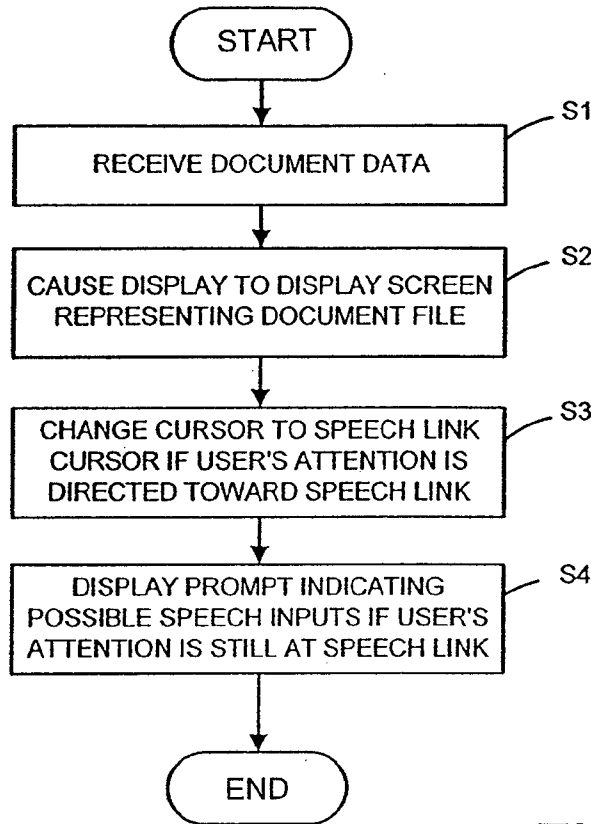 START
S1
RECEIVE DOCUMENT DATA
S2
CAUSE DISPLAY TO DISPLAY SCREEN
REPRESENTING DOCUMENT FILE
S3
CHANGE CURSOR TO SPEECH LINK
CURSOR IF USER'S ATTENTION IS
DIRECTED TOWARD SPEECH LINK
S4
DISPLAY PROMPT INDICATING
POSSIBLE SPEECH INPUTS IF USER'S
ATTENTION IS STILL AT SPEECH LINK
END